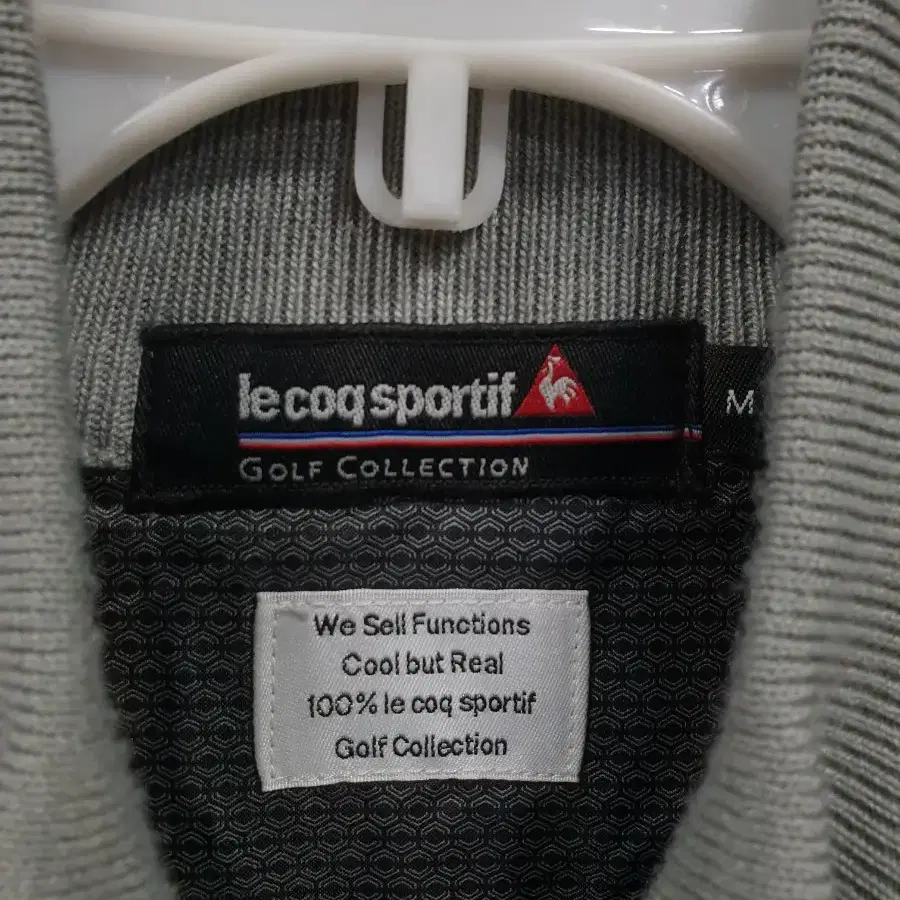 le coq sportif
GOLF COLLECTION
M
We Sell Functions
Cool but Real
100% le coq sportif
Golf Collection